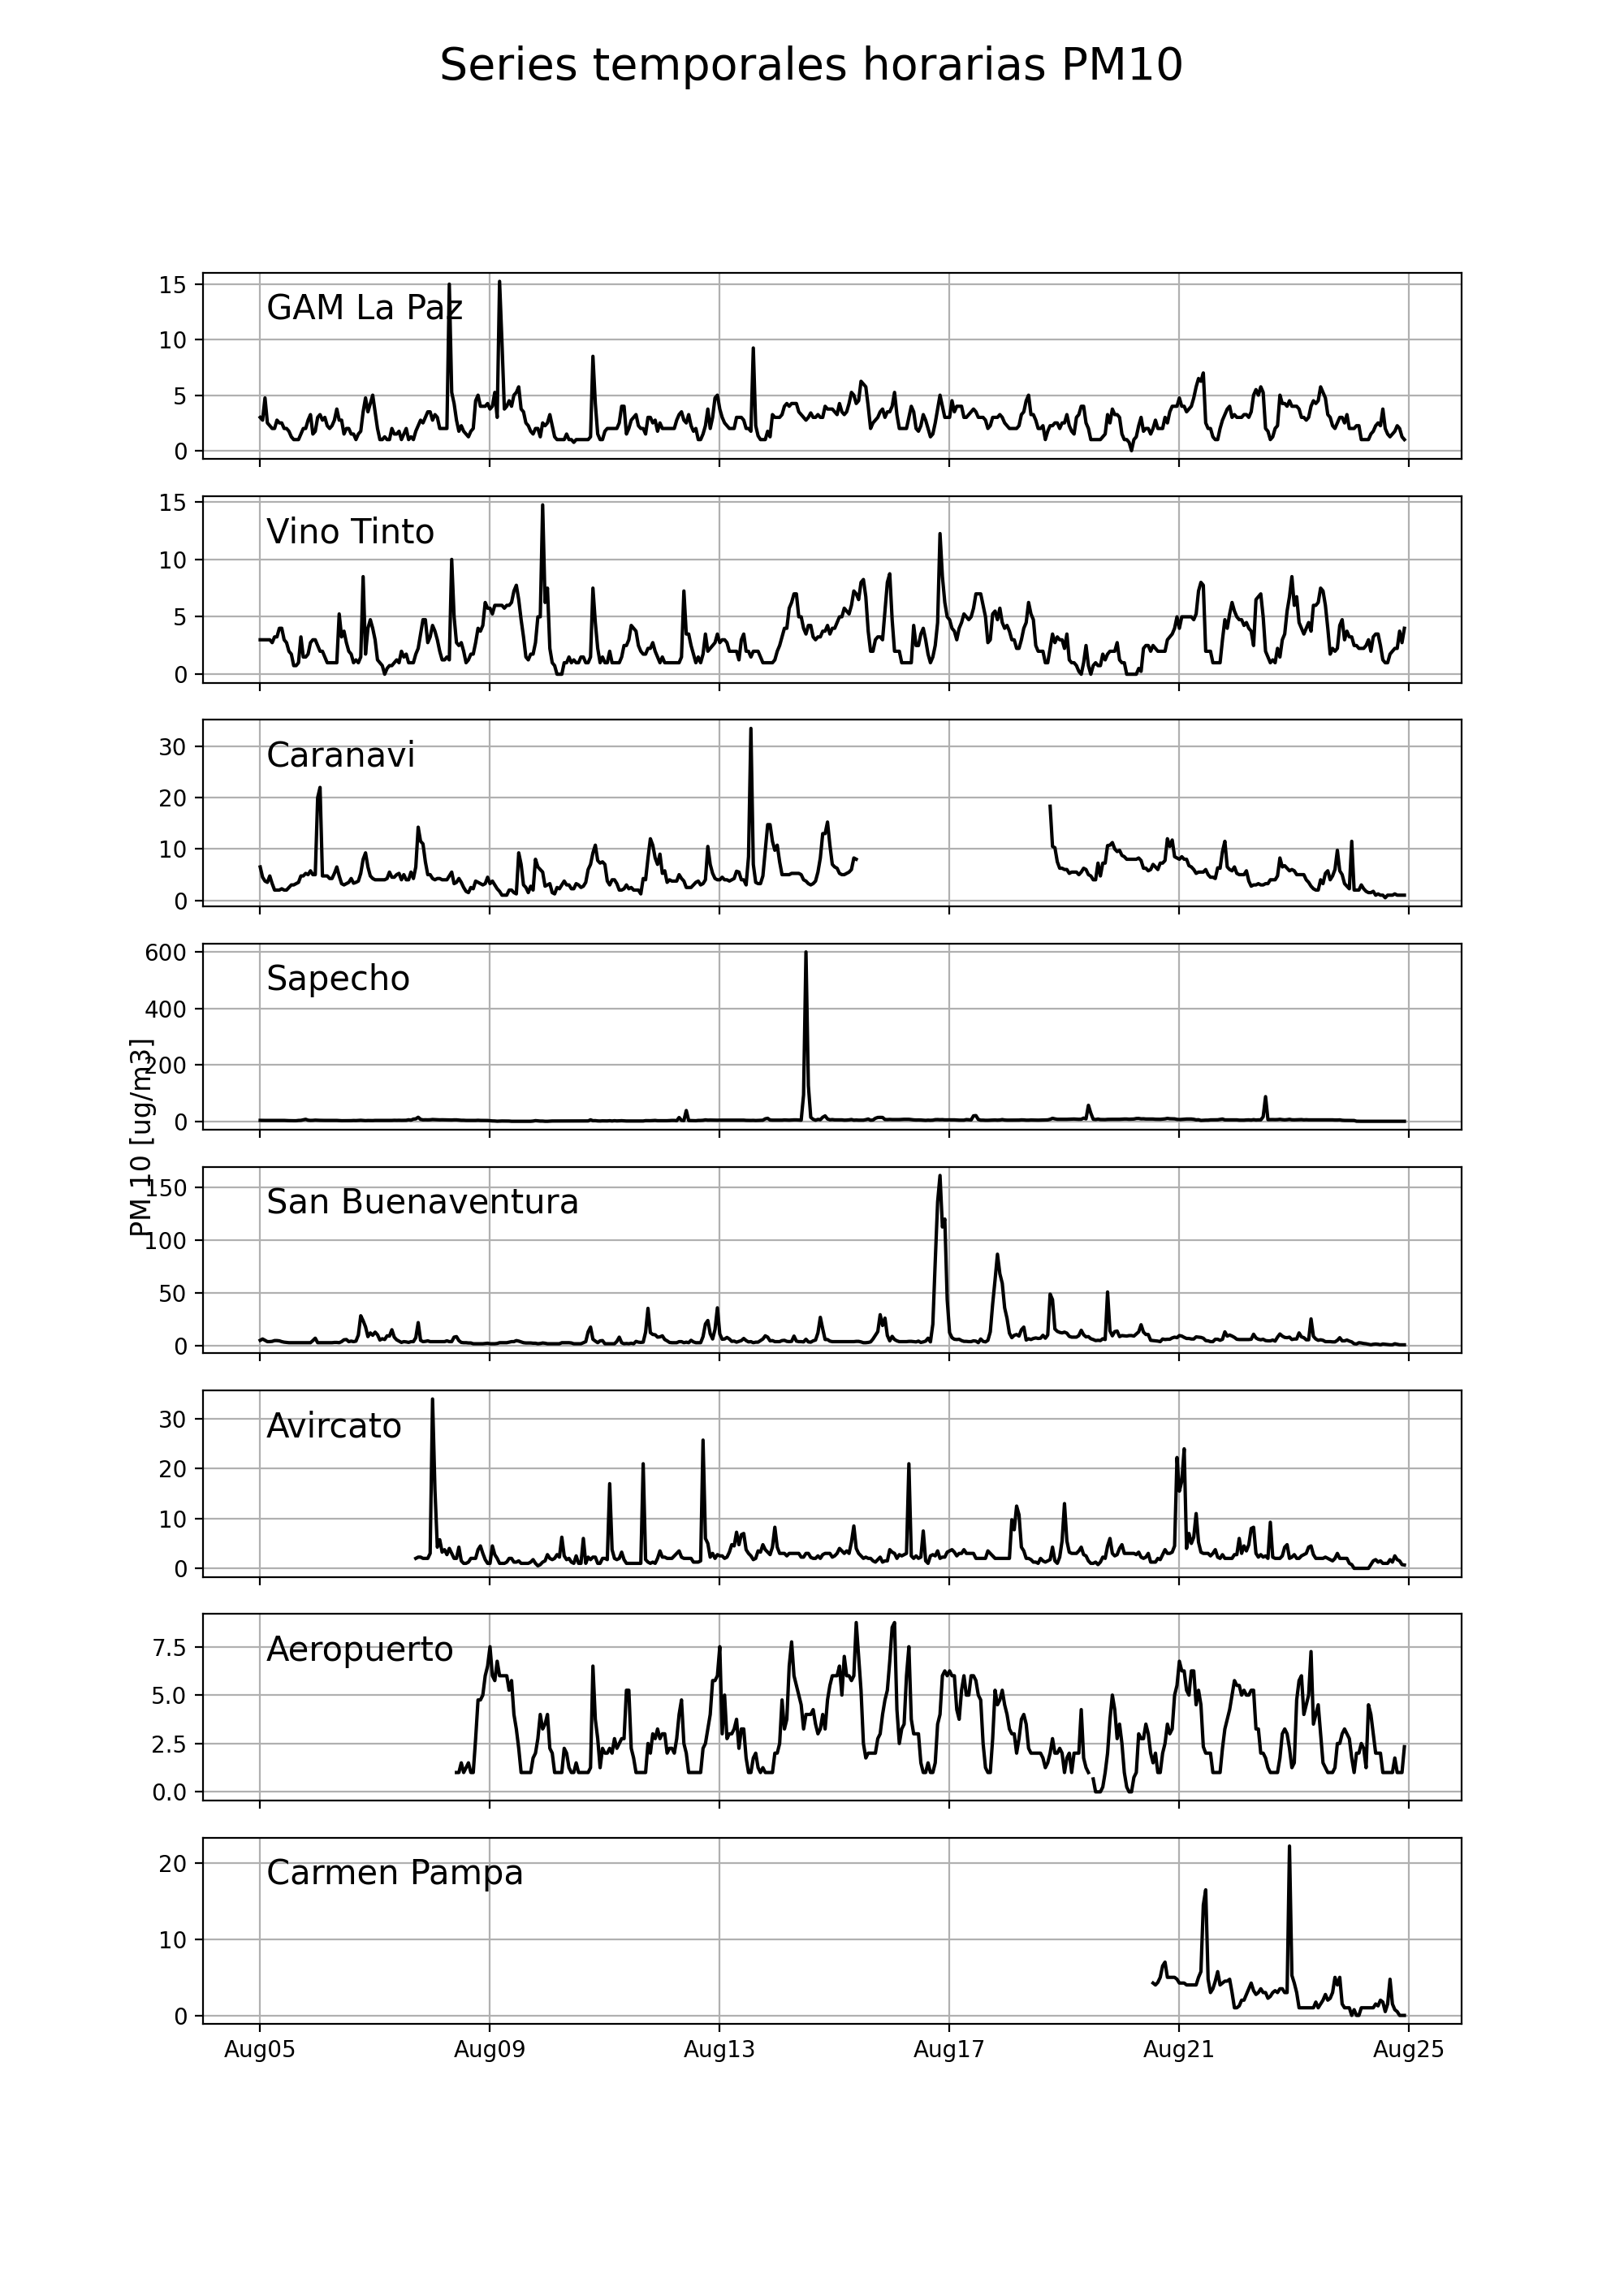 Series temporales horarias PM10
15
10
5
0
GAM La Paz
15
10
5
0
Vino Tinto
30
20
10
0
Caranavi
600
400
200
0
Sapecho
PM 10 [ug/m3]
150
100
50
0
San Buenaventura
30
20
10
0
Avircato
7.5
5.0
2.5
0.0
Aeropuerto
20
10
0
Carmen Pampa
Aug05 Aug09 Aug13 Aug17 Aug21 Aug25